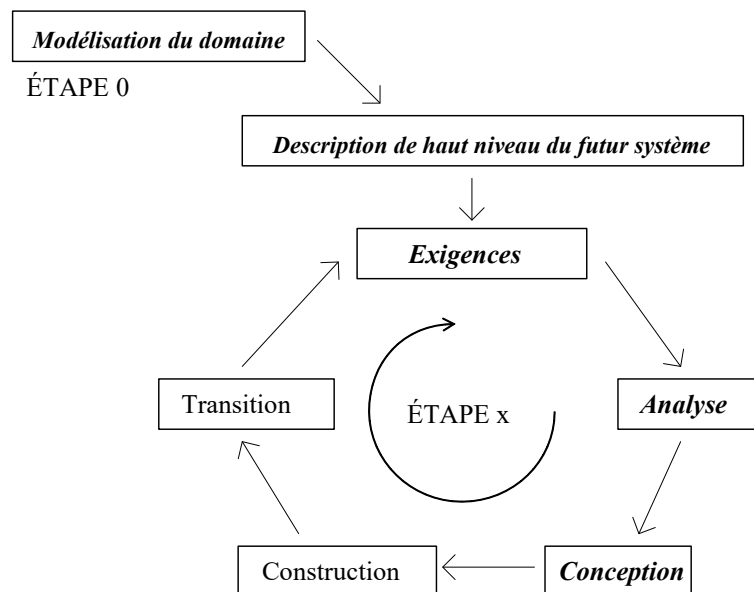 Modélisation du domaine
ÉTAPE 0
Description de haut niveau du futur système
Exigences
Transition
ÉTAPE x
Analyse
Construction
Conception